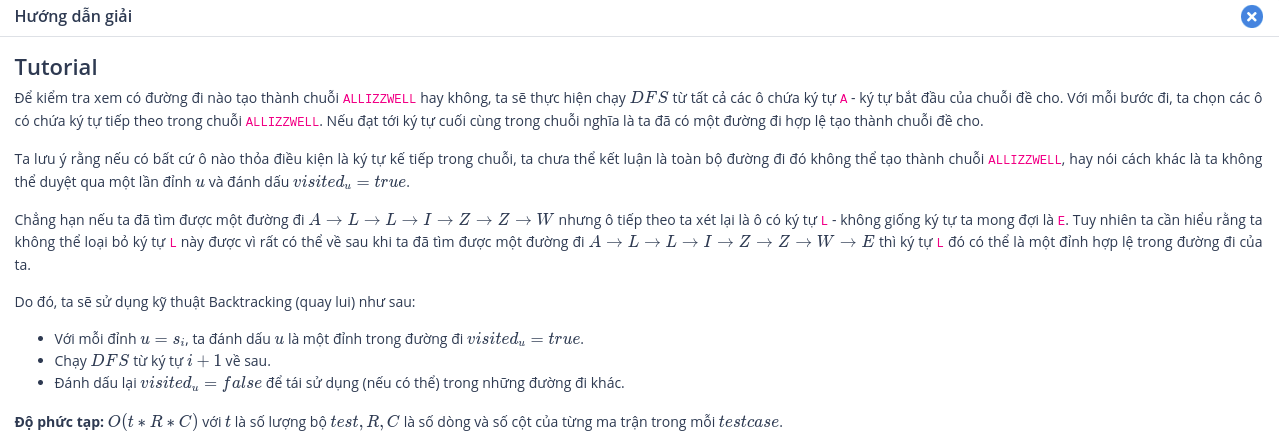 Hướng dẫn giải
Tutorial
Để kiểm tra xem có đường đi nào tạo thành chuỗi ALLIZZWELL hay không, ta sẽ thực hiện chạy DFS từ tất cả các ô chứa ký tự A - ký tự bắt đầu của chuỗi đề cho. Với mỗi bước đi, ta chọn các ô
có chứa ký tự tiếp theo trong chuỗi ALLIZZWELL. Nếu đạt tới ký tự cuối cùng trong chuỗi nghĩa là ta đã có một đường đi hợp lệ tạo thành chuỗi đề cho.
Ta lưu ý rằng nếu có bất cứ ô nào thỏa điều kiện là ký tự kế tiếp trong chuỗi, ta chưa thể kết luận là toàn bộ đường đi đó không thể tạo thành chuỗi ALLIZZWELL, hay nói cách khác là ta không
thể duyệt qua một lần đỉnh u và đánh dấu visited_u = true.
Chẳng hạn nếu ta đã tìm được một đường đi A → L → L → I → Z → Z → W nhưng ô tiếp theo ta xét lại là ô có ký tự L - không giống ký tự ta mong đợi là E. Tuy nhiên ta cần hiểu rằng ta
không thể loại bỏ ký tự L này được vì rất có thể về sau khi ta đã tìm được một đường đi A → L → L → I → Z → Z → W → E thì ký tự L đó có thể là một đỉnh hợp lệ trong đường đi của
ta.
Do đó, ta sẽ sử dụng kỹ thuật Backtracking (quay lui) như sau:
• Với mỗi đỉnh u = s_i, ta đánh dấu u là một đỉnh trong đường đi visited_u = true.
• Chạy DFS từ ký tự i + 1 về sau.
• Đánh dấu lại visited_u = false để tái sử dụng (nếu có thể) trong những đường đi khác.
Độ phức tạp: O(t * R * C) với t là số lượng bộ test, R, C là số dòng và số cột của từng ma trận trong mỗi testcase.